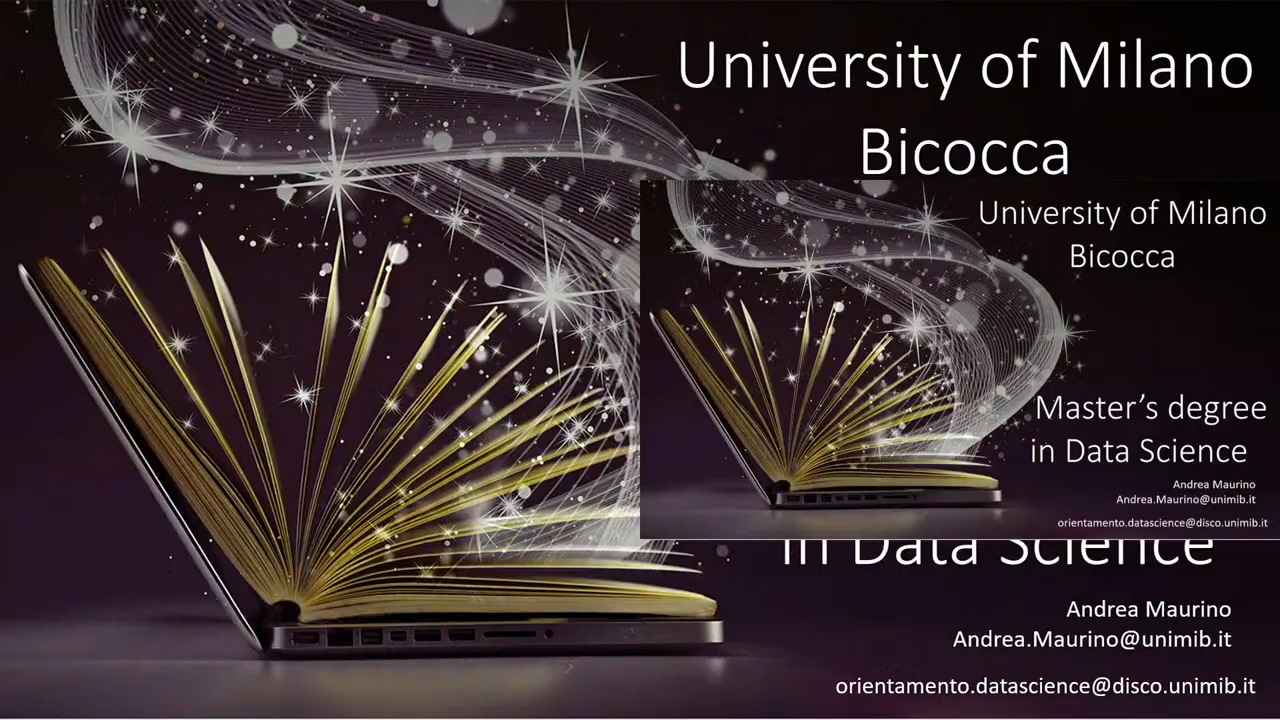 University of Milano
Bicocca
University of Milano
Bicocca
Master's degree
in Data Science
Andrea Maurino
Andrea.Maurino@unimib.it
orientamento.datascience@disco.unimib.it
in Data Science
Andrea Maurino
Andrea.Maurino@unimib.it
orientamento.datascience@disco.unimib.it